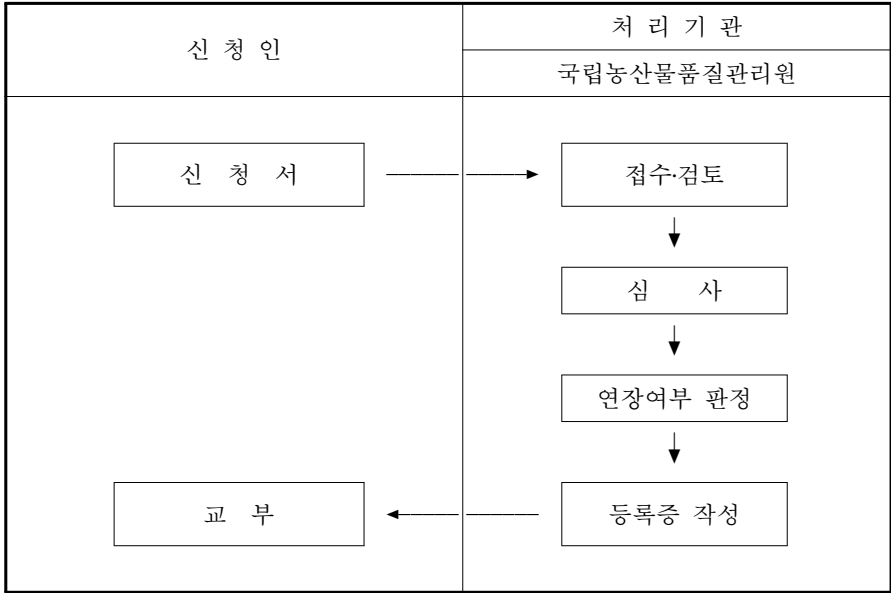 신 청 인
처 리 기 관
국립농산물품질관리원
신 청 서
접수·검토
심 사
연장여부 판정
교 부
등록증 작성